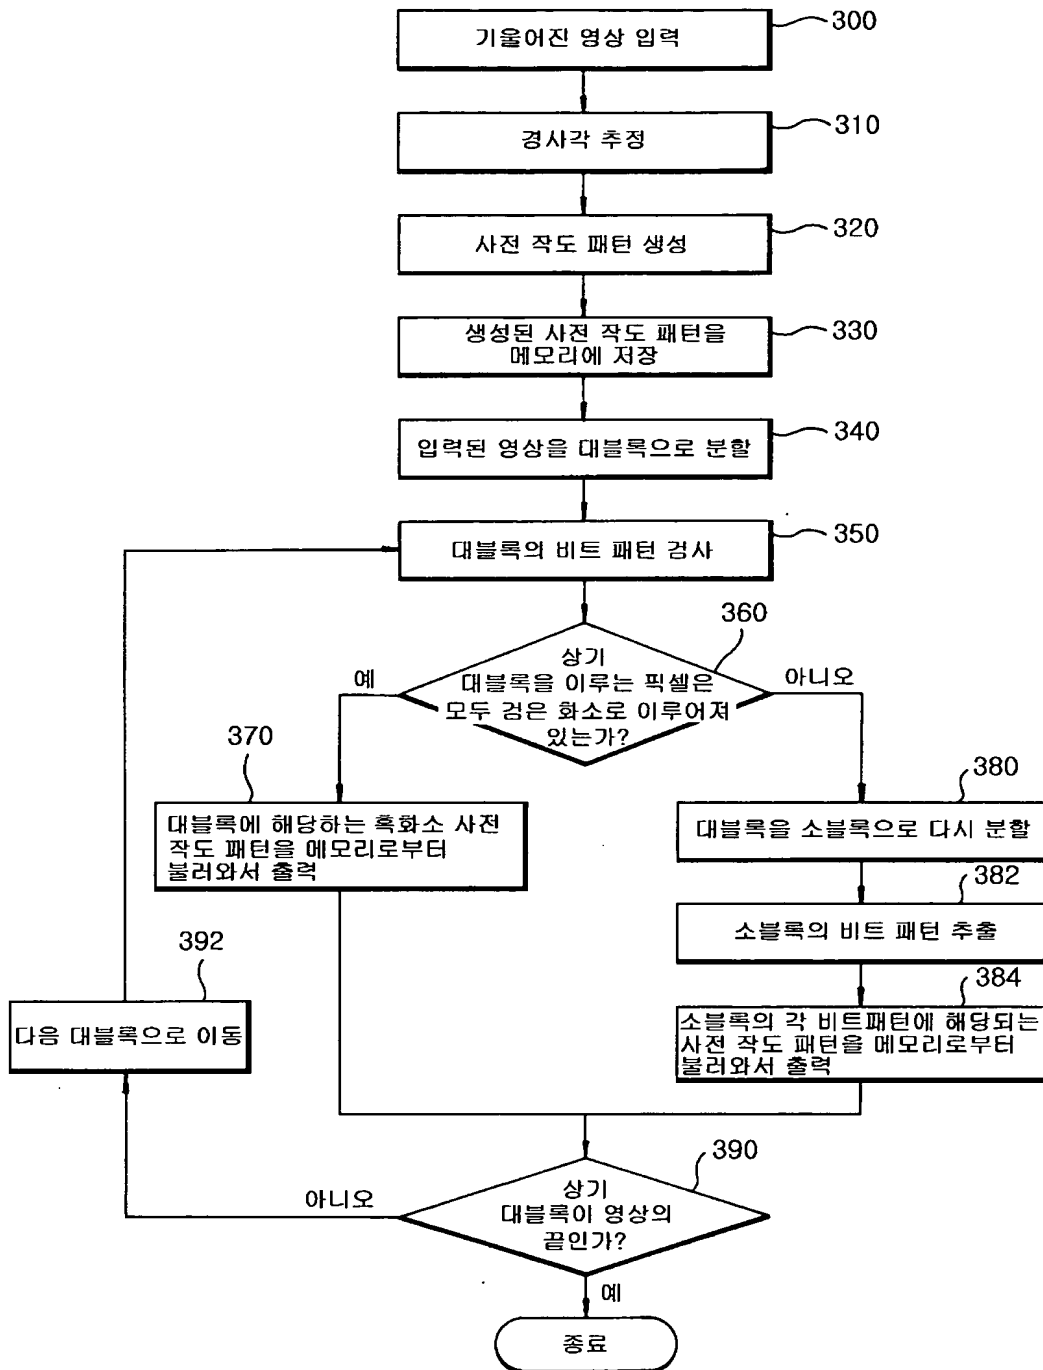 기울어진 영상 입력
300
경사각 추정
310
사전 작도 패턴 생성
320
생성된 사전 작도 패턴을
메모리에 저장
330
입력된 영상을 대블록으로 분할
340
대블록의 비트 패턴 검사
350
360
상기
대블록을 이루는 픽셀은
모두 검은 화소로 이루어져
있는가?
예
아니오
370
대블록에 해당하는 흑화소 사전
작도 패턴을 메모리로부터
불러와서 출력
380
대블록을 소블록으로 다시 분할
382
소블록의 비트 패턴 추출
384
소블록의 각 비트패턴에 해당되는
사전 작도 패턴을 메모리로부터
불러와서 출력
392
다음 대블록으로 이동
390
상기
대블록이 영상의
끝인가?
아니오
예
종료